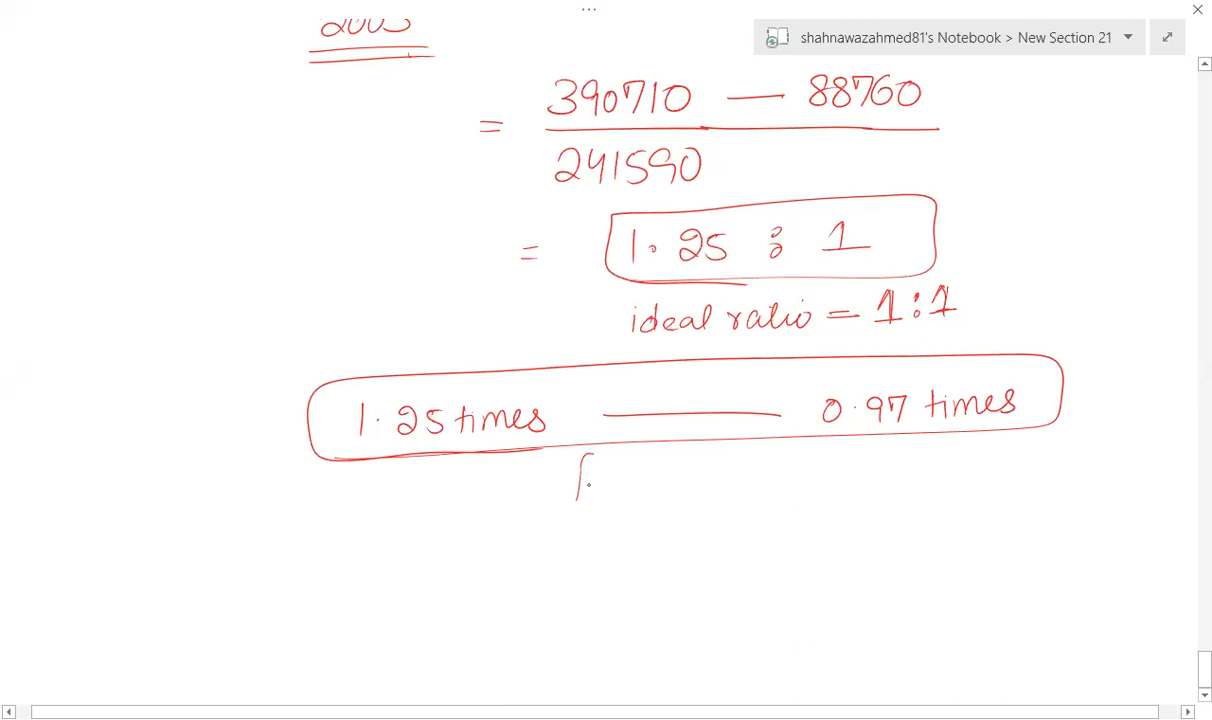 ...
shahnawazahmed81's Notebook > New Section 21
= 390710 — 88760
241590
= 1.25 : 1
ideal ratio = 1:1
1.25 times — 0.97 times